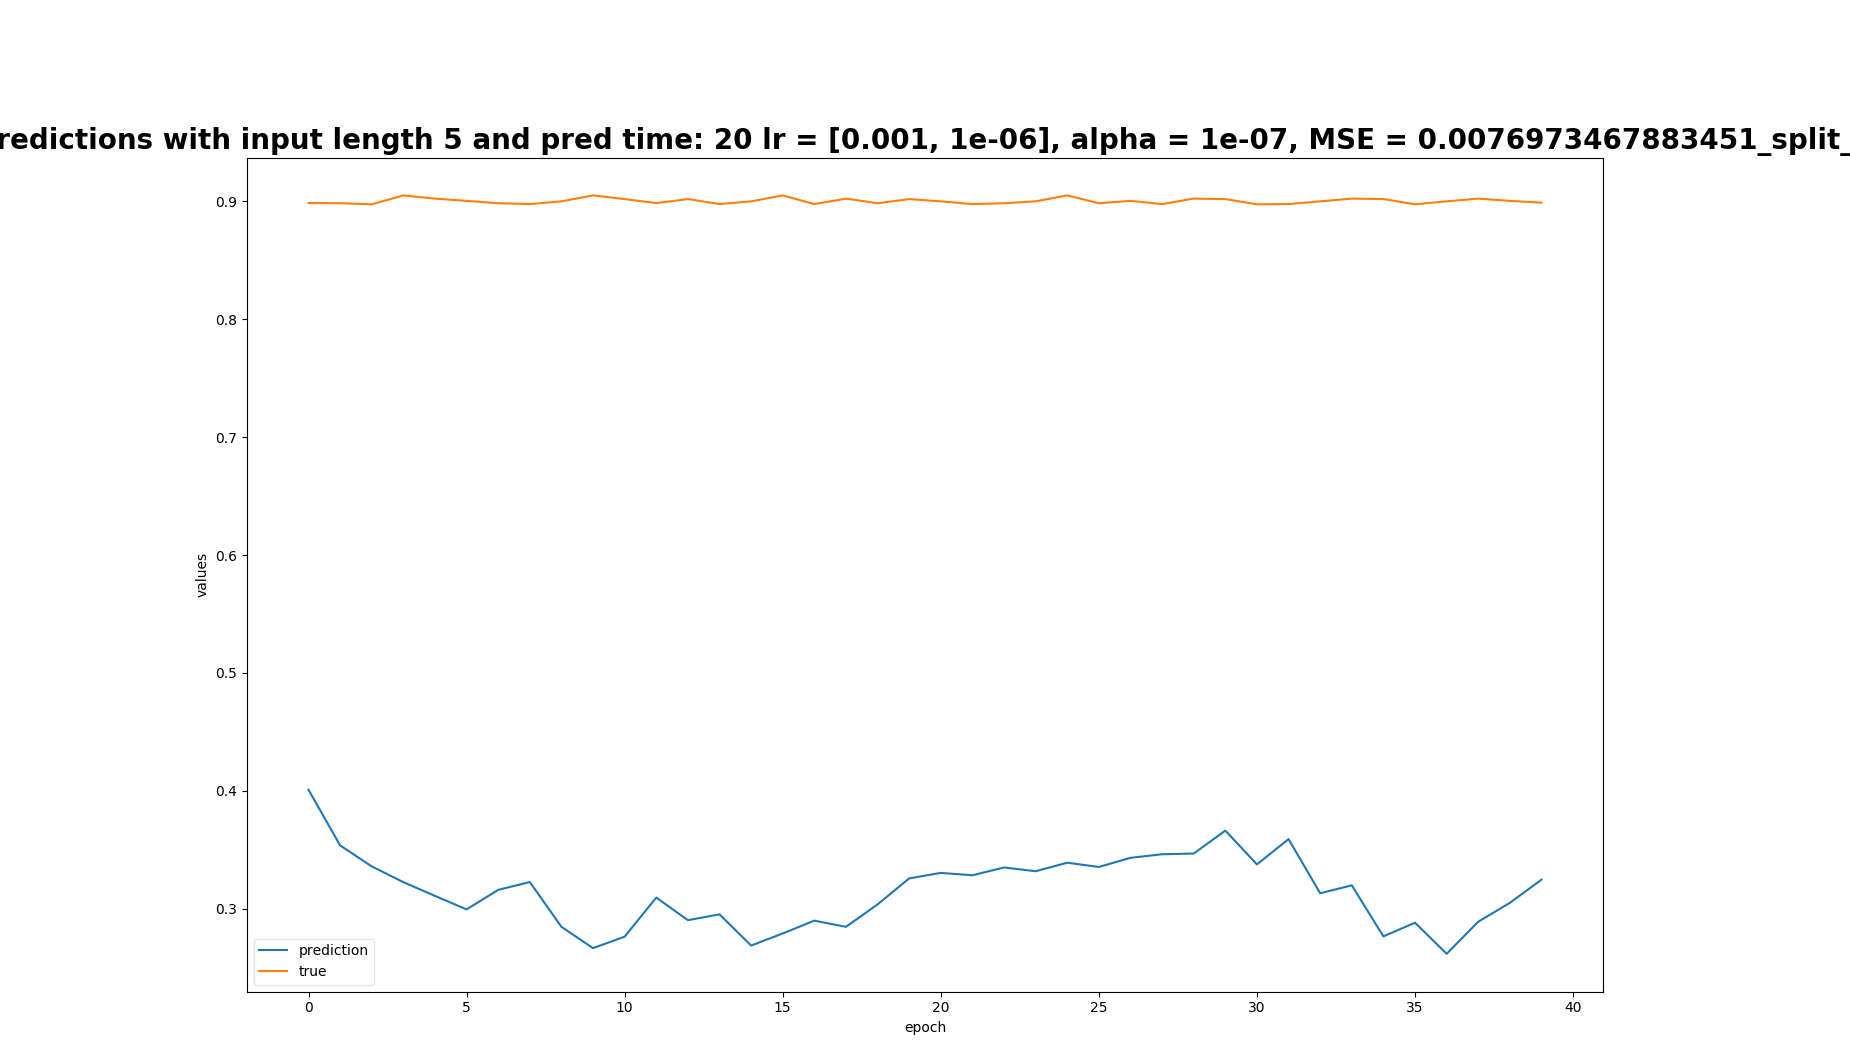 redictions with input length 5 and pred time: 20 lr = [0.001, 1e-06], alpha = 1e-07, MSE = 0.0076973467883451_split_
0.9
0.8
0.7
0.6
0.5
0.4
0.3
values
prediction
true
0 5 10 15 20 25 30 35 40
epoch